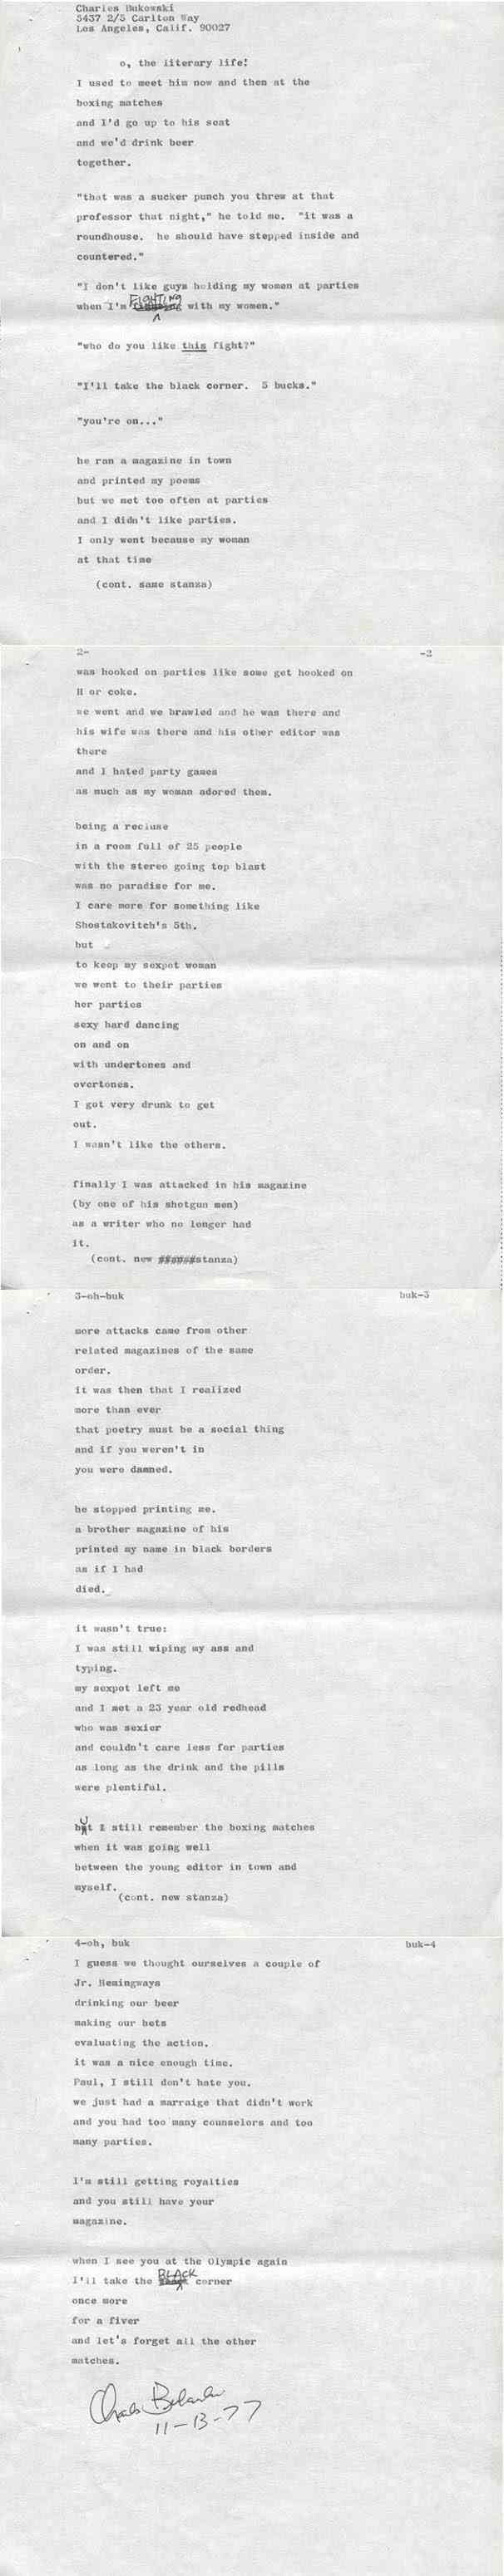 Charles Bukowski
5437 2/5 Carlton Way
Los Angeles, Calif. 90027
o, the literary life!
I used to meet him now and then at the
boxing matches
and I'd go up to his seat
and we'd drink beer
together.
"that was a sucker punch you threw at that
professor that night," he told me. "it was a
roundhouse. he should have stepped inside and
countered."
"I don't like guys holding my women at parties
when I'm FIGHTING with my women."
"who do you like this fight?"
"I'll take the black corner. 5 bucks."
"you're on..."
he ran a magazine in town
and printed my poems
but we met too often at parties
and I didn't like parties.
I only went because my woman
at that time
(cont. same stanza)
2- -2
was hooked on parties like some get hooked on
H or coke.
we went and we brawled and he was there and
his wife was there and his other editor was
there
and I hated party games
as much as my woman adored them.
being a recluse
in a room full of 25 people
with the stereo going top blast
was no paradise for me.
I care more for something like
Shostakovitch's 5th.
but
to keep my sexpot woman
we went to their parties
her parties
sexy hard dancing
on and on
with undertones and
overtones.
I got very drunk to get
out.
I wasn't like the others.
finally I was attacked in his magazine
(by one of his shotgun men)
as a writer who no longer had
it.
(cont. new stanza)
3-oh-buk buk-3
more attacks came from other
related magazines of the same
order.
it was then that I realized
more than ever
that poetry must be a social thing
and if you weren't in
you were damned.
he stopped printing me.
a brother magazine of his
printed my name in black borders
as if I had
died.
it wasn't true:
I was still wiping my ass and
typing.
my sexpot left me
and I met a 23 year old redhead
who was sexier
and couldn't care less for parties
as long as the drink and the pills
were plentiful.
but I still remember the boxing matches
when it was going well
between the young editor in town and
myself.
(cont. new stanza)
4-oh, buk buk-4
I guess we thought ourselves a couple of
Jr. Hemingways
drinking our beer
making our bets
evaluating the action.
it was a nice enough time.
Paul, I still don't hate you.
we just had a marraige that didn't work
and you had too many counselors and too
many parties.
I'm still getting royalties
and you still have your
magazine.
when I see you at the Olympic again
I'll take the BLACK corner
once more
for a fiver
and let's forget all the other
matches.
Charles Bukowski
11-13-77